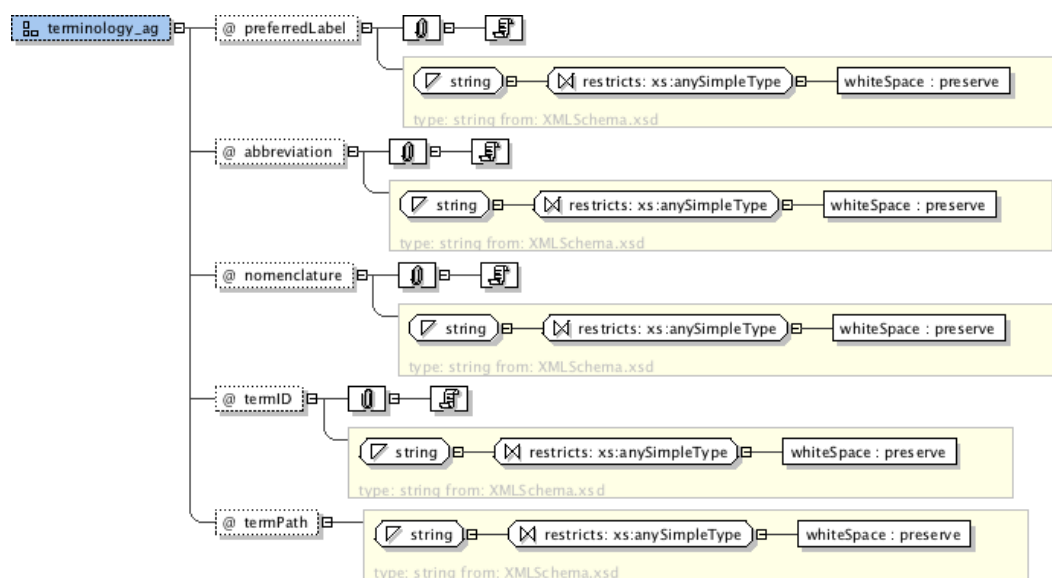 terminology_ag
@ preferredLabel
string restricts: xs:anySimpleType whiteSpace : preserve
type: string from: XMLSchema.xsd
@ abbreviation
string restricts: xs:anySimpleType whiteSpace : preserve
type: string from: XMLSchema.xsd
@ nomenclature
string restricts: xs:anySimpleType whiteSpace : preserve
type: string from: XMLSchema.xsd
@ termID
string restricts: xs:anySimpleType whiteSpace : preserve
type: string from: XMLSchema.xsd
@ termPath
string restricts: xs:anySimpleType whiteSpace : preserve
type: string from: XMLSchema.xsd